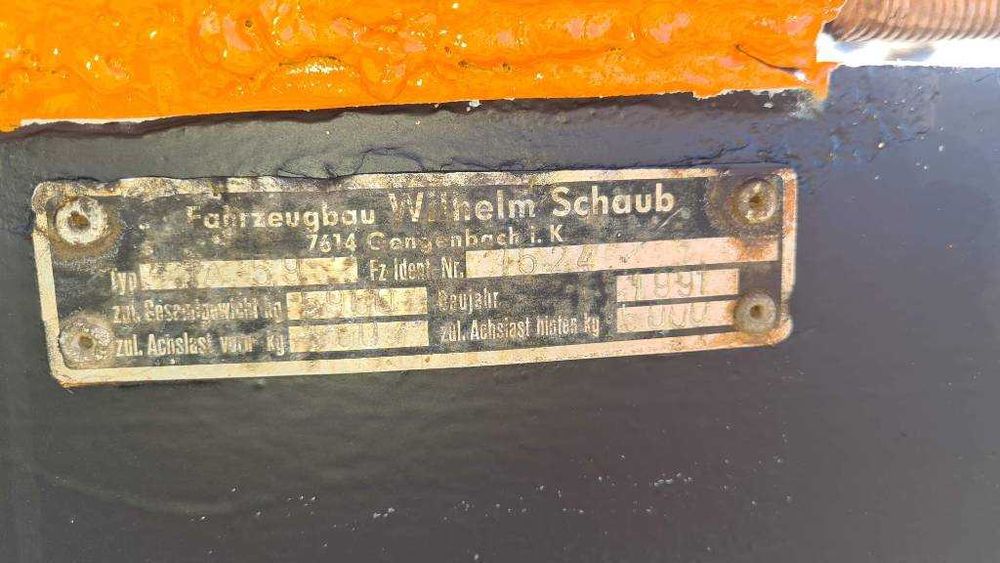 Fahrzeugbau Wilhelm Schaub
7614 Gengenbach i. K
Typ Fz Ident. Nr. 1624
zul. Gesamtgewicht kg Baujahr 1991
zul. Achslast vorn kg zul. Achslast hinten kg